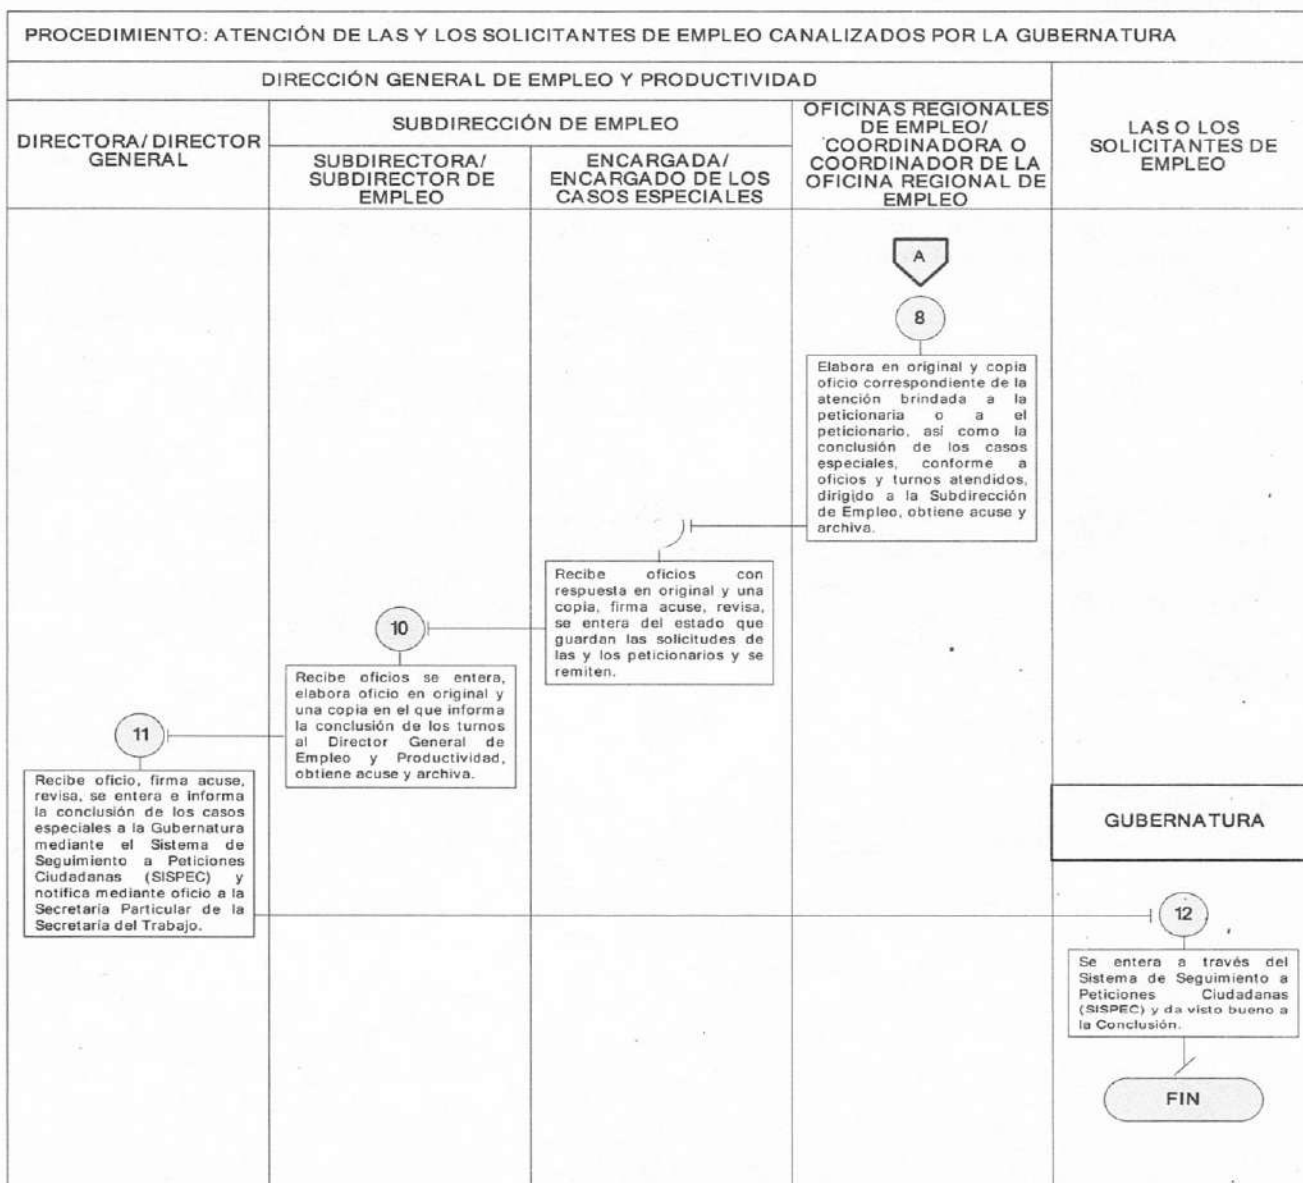 PROCEDIMIENTO: ATENCIÓN DE LAS Y LOS SOLICITANTES DE EMPLEO CANALIZADOS POR LA GUBERNATURA
DIRECCIÓN GENERAL DE EMPLEO Y PRODUCTIVIDAD
DIRECTORA/ DIRECTOR
GENERAL
SUBDIRECCIÓN DE EMPLEO
SUBDIRECTORA/
SUBDIRECTOR DE
EMPLEO
ENCARGADA/
ENCARGADO DE LOS
CASOS ESPECIALES
OFICINAS REGIONALES
DE EMPLEO/
COORDINADORA O
COORDINADOR DE LA
OFICINA REGIONAL DE
EMPLEO
LAS O LOS
SOLICITANTES DE
EMPLEO
A
8
Elabora en original y copia
oficio correspondiente de la
atención brindada a la
peticionaria o a el
peticionario, así como la
conclusión de los casos
especiales, conforme a
oficios y turnos atendidos,
dirigido a la Subdirección
de Empleo, obtiene acuse y
archiva.
Recibe oficios con
respuesta en original y una
copia, firma acuse, revisa,
se entera del estado que
guardan las solicitudes de
las y los peticionarios y se
remiten.
10
Recibe oficios se entera,
elabora oficio en original y
una copia en el que informa
la conclusión de los turnos
al Director General de
Empleo y Productividad,
obtiene acuse y archiva.
11
Recibe oficio, firma acuse,
revisa, se entera e informa
la conclusión de los casos
especiales a la Gubernatura
mediante el Sistema de
Seguimiento a Peticiones
Ciudadanas (SISPEC) y
notifica mediante oficio a la
Secretaría Particular de la
Secretaría del Trabajo.
GUBERNATURA
12
Se entera a través del
Sistema de Seguimiento a
Peticiones Ciudadanas
(SISPEC) y da visto bueno a
la Conclusión.
FIN